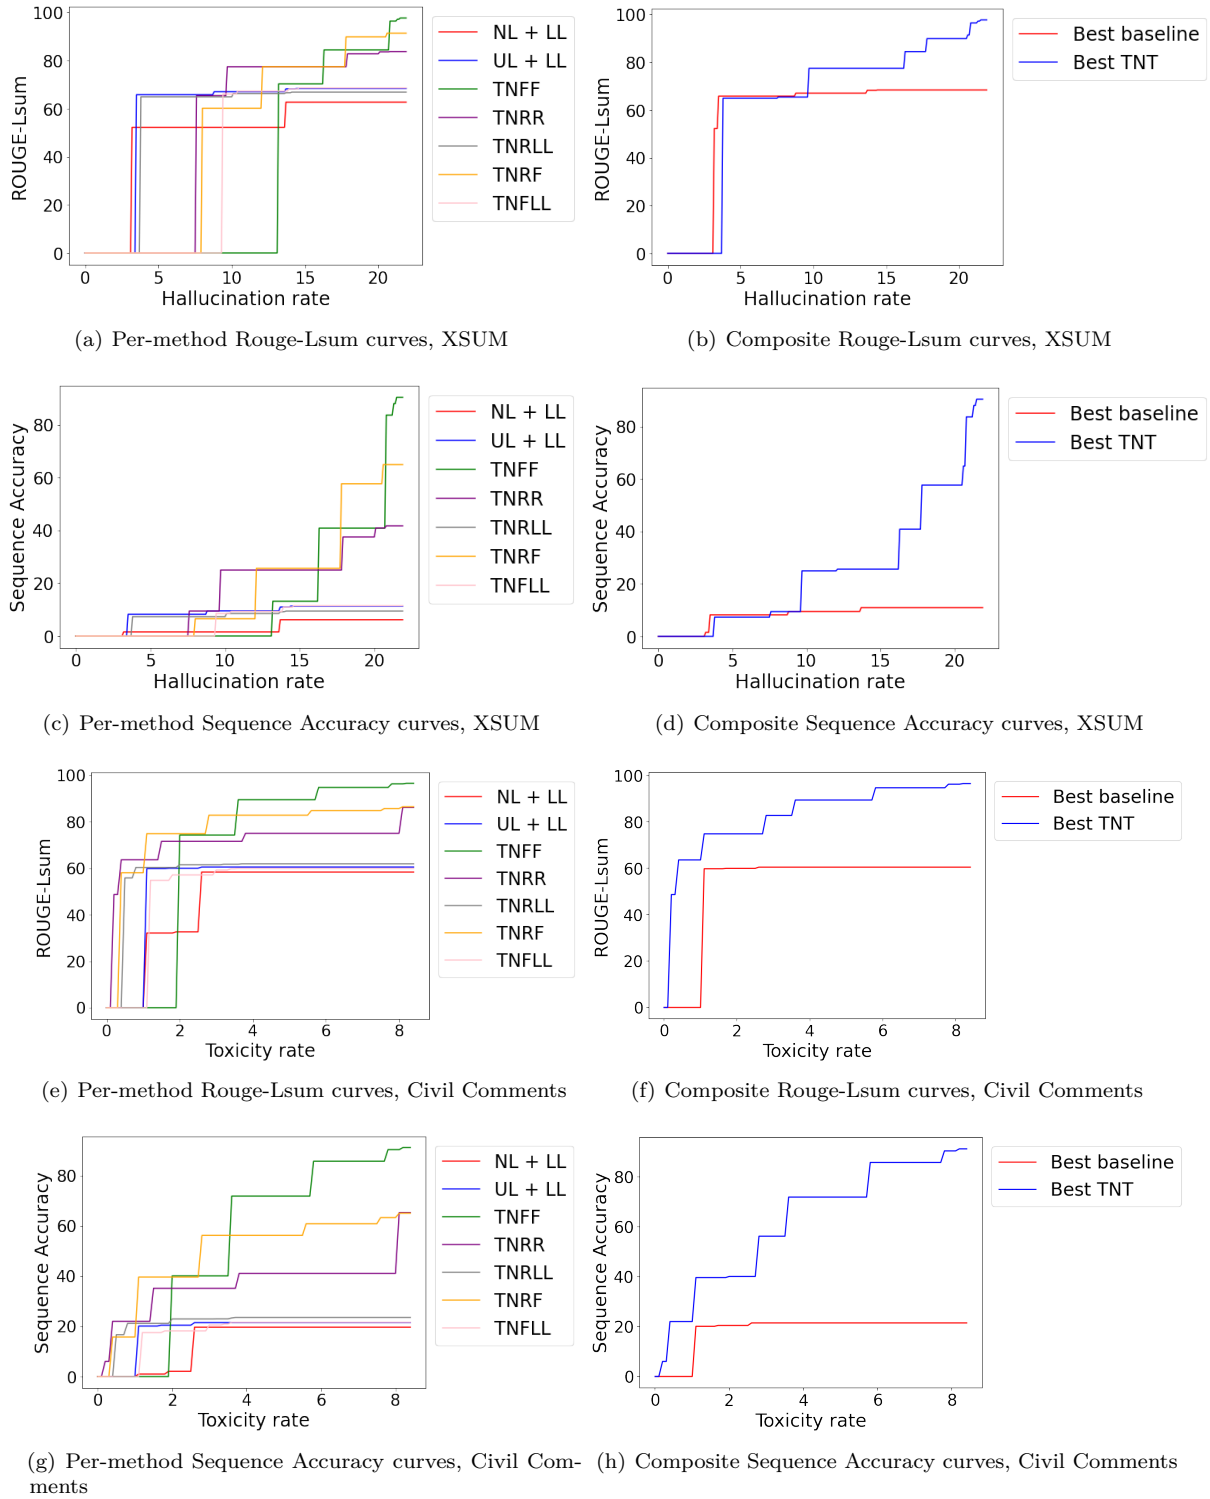 100
80
60
40
20
0
ROUGE-Lsum
0 5 10 15 20
Hallucination rate
NL + LL
UL + LL
TNFF
TNRR
TNRLL
TNRF
TNFLL
(a) Per-method Rouge-Lsum curves, XSUM
100
80
60
40
20
0
ROUGE-Lsum
0 5 10 15 20
Hallucination rate
Best baseline
Best TNT
(b) Composite Rouge-Lsum curves, XSUM
80
60
40
20
0
Sequence Accuracy
0 5 10 15 20
Hallucination rate
NL + LL
UL + LL
TNFF
TNRR
TNRLL
TNRF
TNFLL
(c) Per-method Sequence Accuracy curves, XSUM
80
60
40
20
0
Sequence Accuracy
0 5 10 15 20
Hallucination rate
Best baseline
Best TNT
(d) Composite Sequence Accuracy curves, XSUM
100
80
60
40
20
0
ROUGE-Lsum
0 2 4 6 8
Toxicity rate
NL + LL
UL + LL
TNFF
TNRR
TNRLL
TNRF
TNFLL
(e) Per-method Rouge-Lsum curves, Civil Comments
100
80
60
40
20
0
ROUGE-Lsum
0 2 4 6 8
Toxicity rate
Best baseline
Best TNT
(f) Composite Rouge-Lsum curves, Civil Comments
80
60
40
20
0
Sequence Accuracy
0 2 4 6 8
Toxicity rate
NL + LL
UL + LL
TNFF
TNRR
TNRLL
TNRF
TNFLL
(g) Per-method Sequence Accuracy curves, Civil Com-
ments
80
60
40
20
0
Sequence Accuracy
0 2 4 6 8
Toxicity rate
Best baseline
Best TNT
(h) Composite Sequence Accuracy curves, Civil Comments